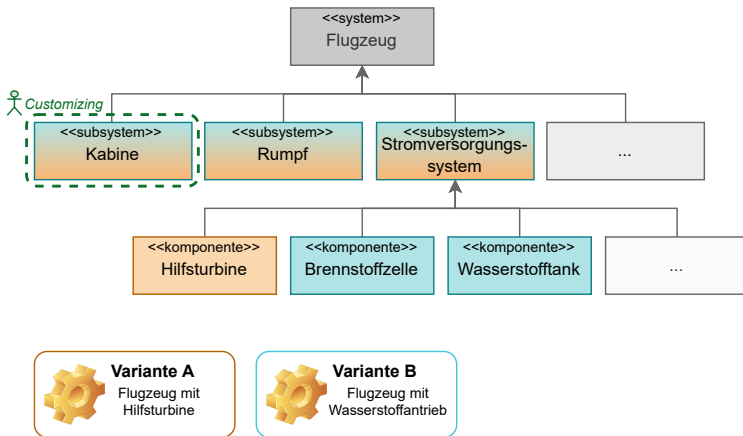 <<system>>
Flugzeug
Customizing
<<subsystem>>
Kabine
<<subsystem>>
Rumpf
<<subsystem>>
Stromversorgungs-
system
...
<<komponente>>
Hilfsturbine
<<komponente>>
Brennstoffzelle
<<komponente>>
Wasserstofftank
...
Variante A
Flugzeug mit
Hilfsturbine
Variante B
Flugzeug mit
Wasserstoffantrieb